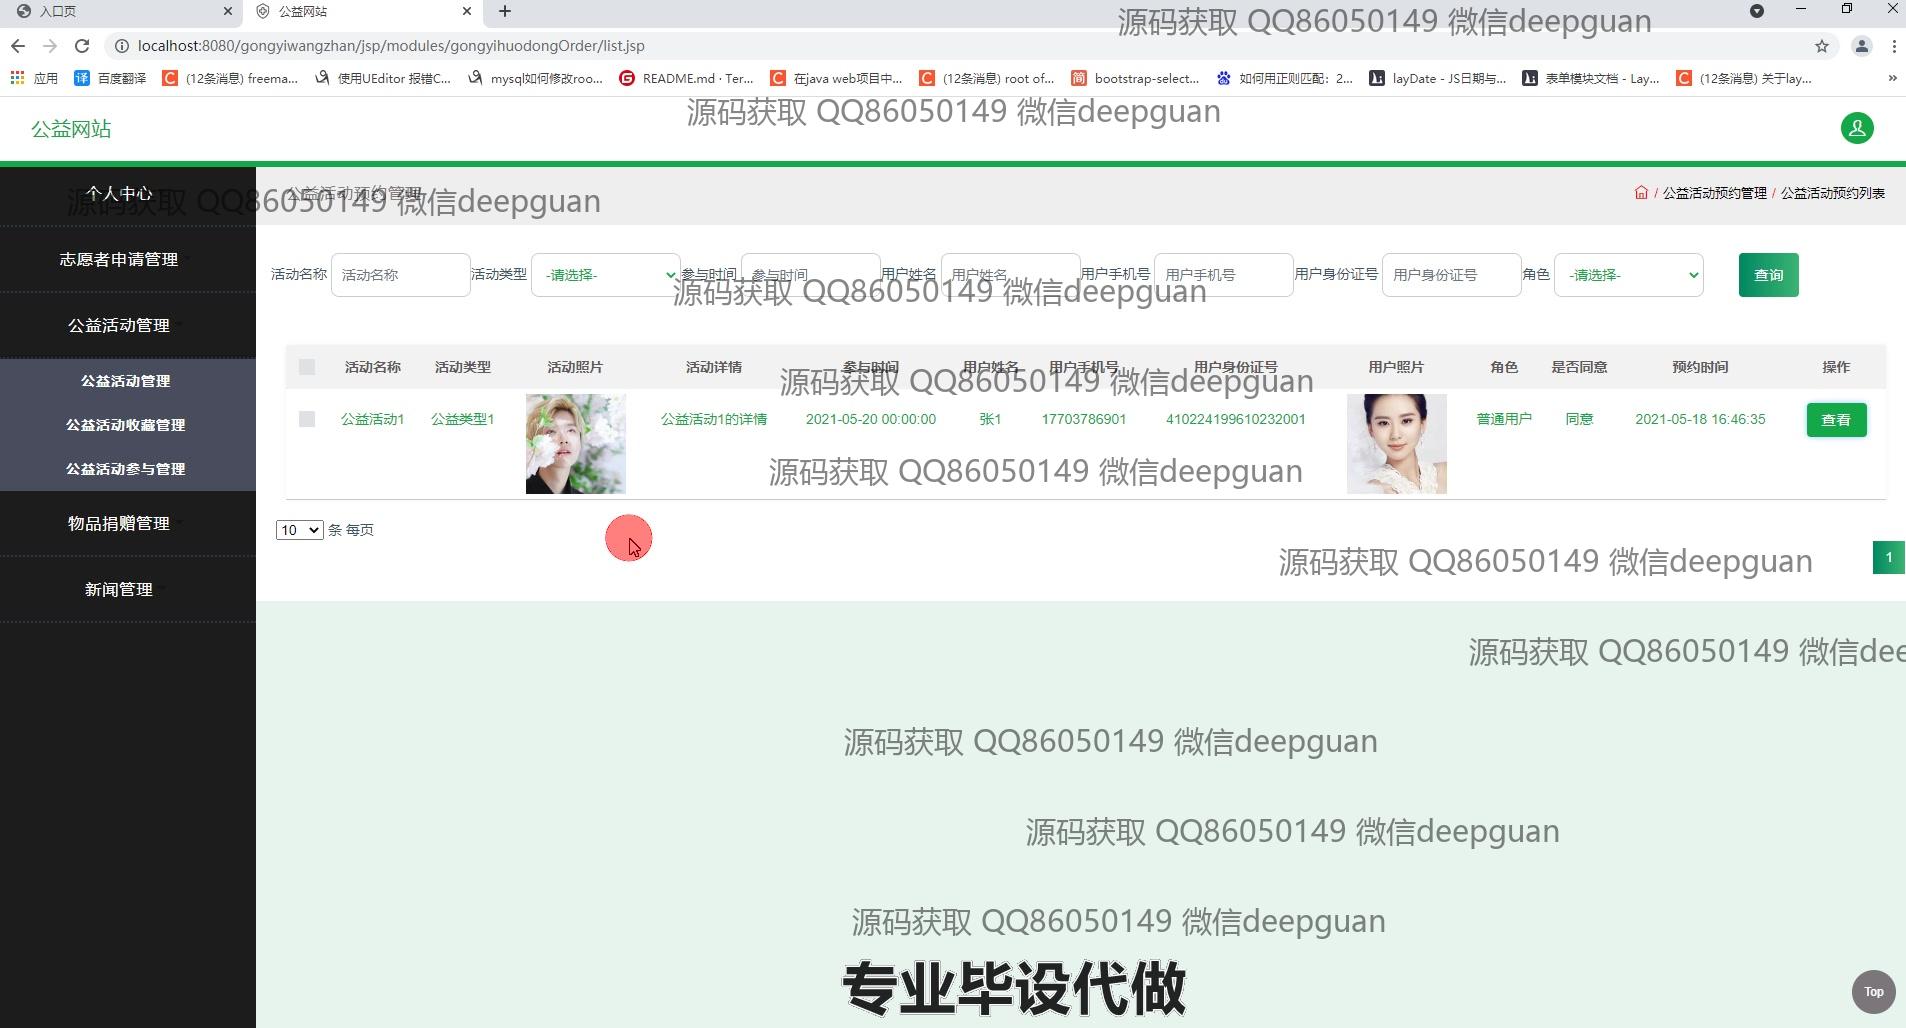 入口页
公益网站
源码获取 QQ86050149 微信deepguan
localhost:8080/gongyiwangzhan/jsp/modules/gongyihuodongOrder/list.jsp
应用 百度翻译 (12条消息) freema... 使用UEditor 报错C... mysql如何修改roo... README.md · Ter... 在java web项目中... (12条消息) root of... bootstrap-select... 如何用正则匹配：2... layDate - JS日期与... 表单模块文档 - Lay... (12条消息) 关于lay... »
源码获取 QQ86050149 微信deepguan
公益网站
个人中心
公益活动预约管理
/ 公益活动预约管理 / 公益活动预约列表
源码获取 QQ86050149 微信deepguan
志愿者申请管理
公益活动管理
公益活动管理
公益活动收藏管理
公益活动参与管理
物品捐赠管理
新闻管理
活动名称 活动名称 活动类型 -请选择- 参与时间 参与时间 用户姓名 用户姓名 用户手机号 用户手机号 用户身份证号 用户身份证号 角色 -请选择- 查询
源码获取 QQ86050149 微信deepguan
活动名称 活动类型 活动照片 活动详情 参与时间 用户姓名 用户手机号 用户身份证号 用户照片 角色 是否同意 预约时间 操作
源码获取 QQ86050149 微信deepguan
公益活动1 公益类型1 公益活动1的详情 2021-05-20 00:00:00 张1 17703786901 410224199610232001 普通用户 同意 2021-05-18 16:46:35 查看
源码获取 QQ86050149 微信deepguan
10 条 每页
1
源码获取 QQ86050149 微信deepguan
源码获取 QQ86050149 微信dee
源码获取 QQ86050149 微信deepguan
源码获取 QQ86050149 微信deepguan
源码获取 QQ86050149 微信deepguan
专业毕设代做
Top